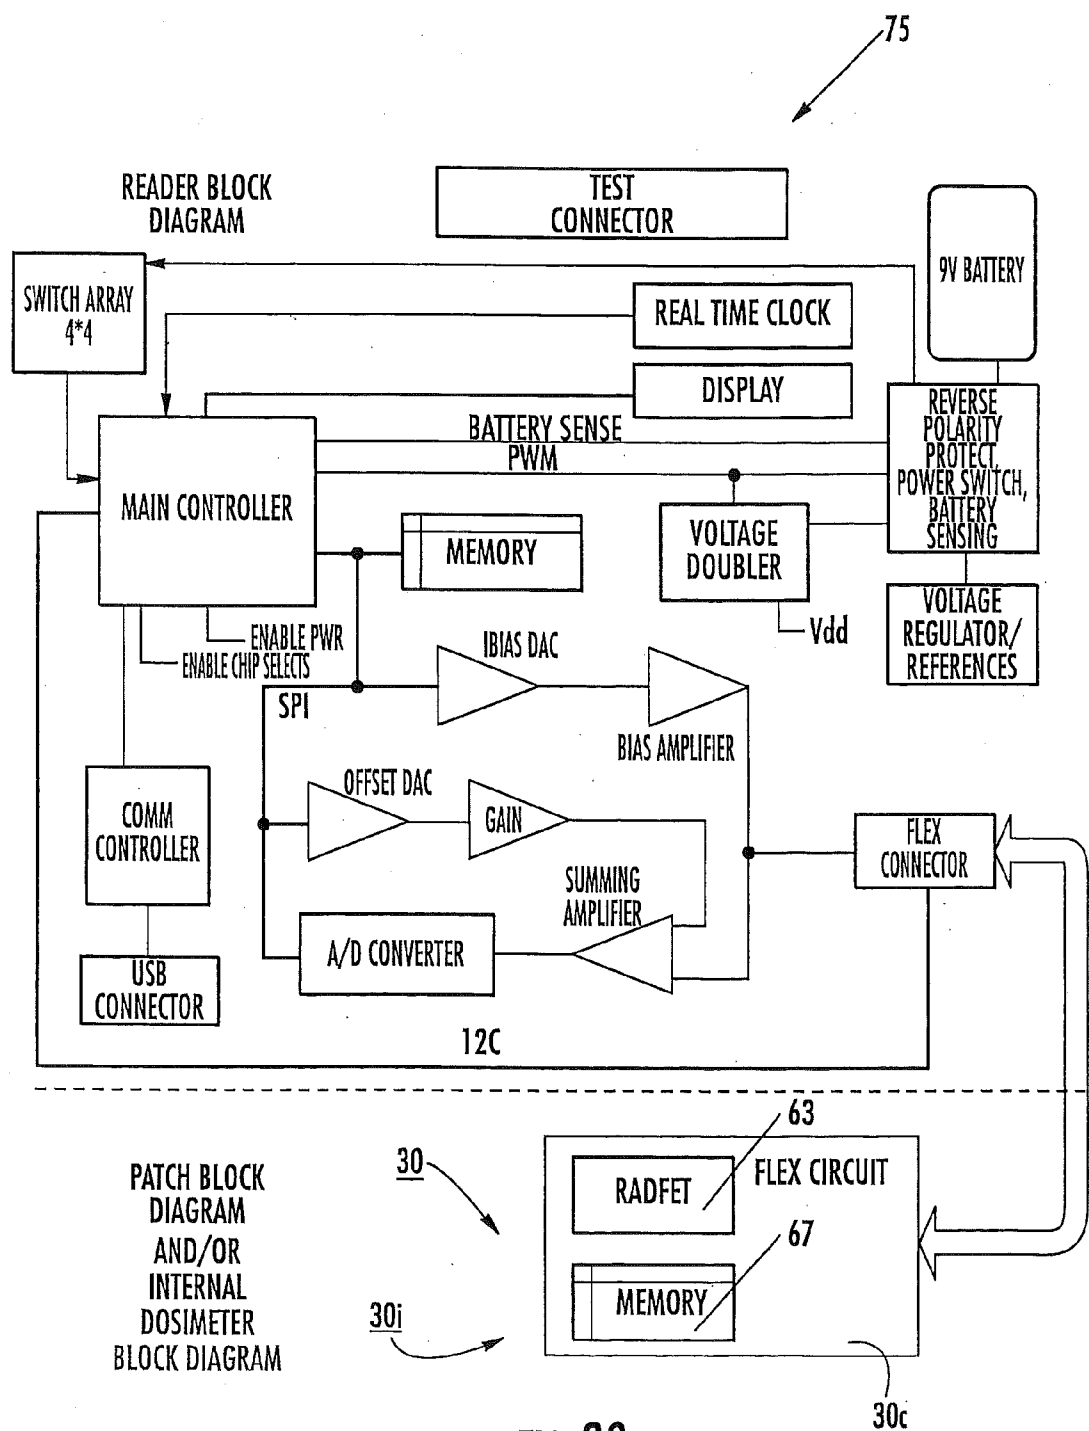 75
READER BLOCK
DIAGRAM
TEST
CONNECTOR
9V BATTERY
SWITCH ARRAY
4*4
REAL TIME CLOCK
DISPLAY
REVERSE
POLARITY
PROTECT,
POWER SWITCH,
BATTERY
SENSING
BATTERY SENSE
PWM
MAIN CONTROLLER
MEMORY
VOLTAGE
DOUBLER
Vdd
VOLTAGE
REGULATOR/
REFERENCES
ENABLE PWR
ENABLE CHIP SELECTS
IBIAS DAC
SPI
BIAS AMPLIFIER
OFFSET DAC
GAIN
COMM
CONTROLLER
FLEX
CONNECTOR
SUMMING
AMPLIFIER
A/D CONVERTER
USB
CONNECTOR
12C
63
30
PATCH BLOCK
DIAGRAM
AND/OR
INTERNAL
DOSIMETER
BLOCK DIAGRAM
RADFET
FLEX CIRCUIT
67
MEMORY
30i
30c